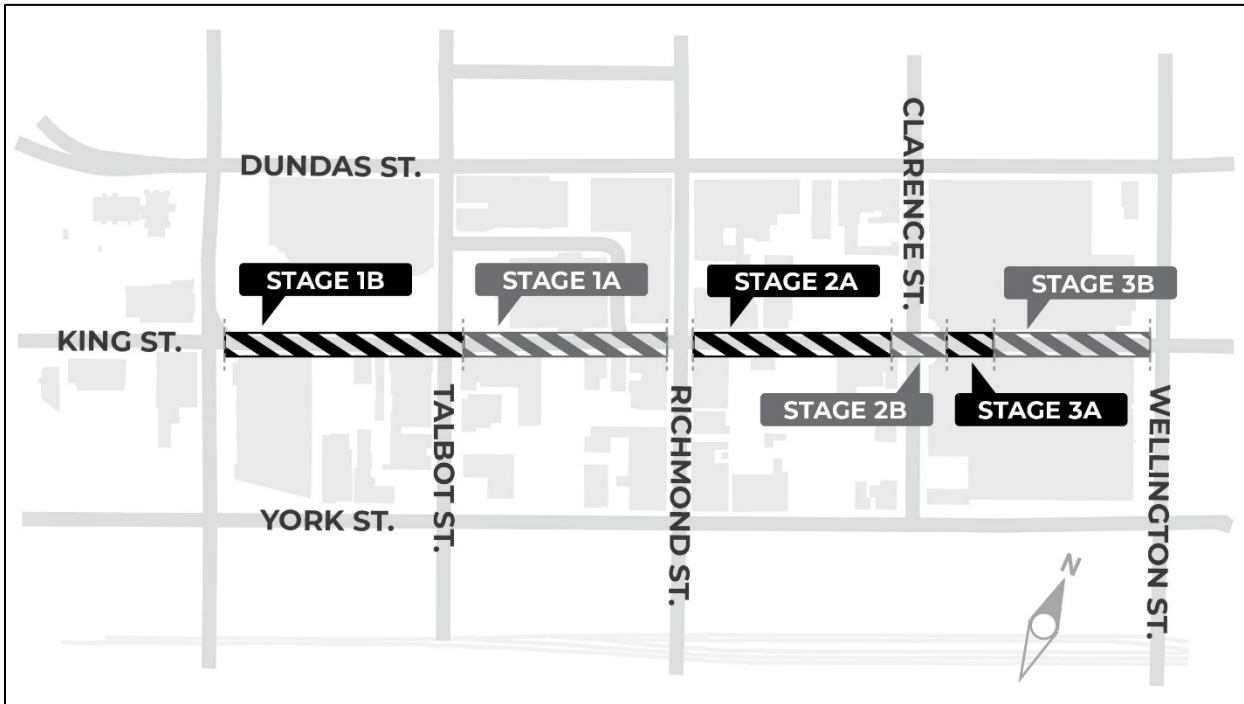 CLARENCE ST.
DUNDAS ST.
STAGE 1B
STAGE 1A
STAGE 2A
STAGE 3B
KING ST.
STAGE 2B
STAGE 3A
TALBOT ST.
RICHMOND ST.
WELLINGTON ST.
YORK ST.
N